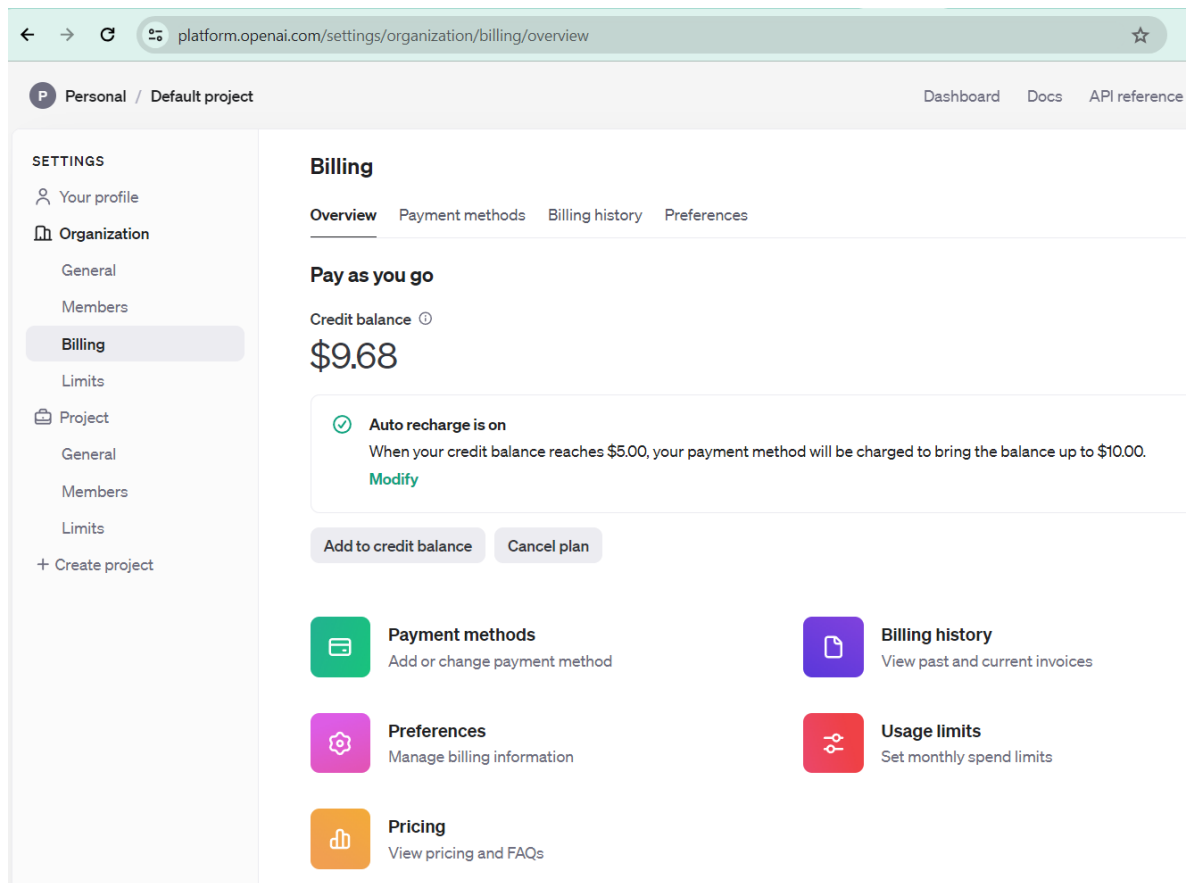 platform.openai.com/settings/organization/billing/overview
P Personal / Default project
Dashboard Docs API reference
SETTINGS
Your profile
Organization
General
Members
Billing
Limits
Project
General
Members
Limits
+ Create project
Billing
Overview Payment methods Billing history Preferences
Pay as you go
Credit balance
$9.68
Auto recharge is on
When your credit balance reaches $5.00, your payment method will be charged to bring the balance up to $10.00.
Modify
Add to credit balance Cancel plan
Payment methods
Add or change payment method
Billing history
View past and current invoices
Preferences
Manage billing information
Usage limits
Set monthly spend limits
Pricing
View pricing and FAQs